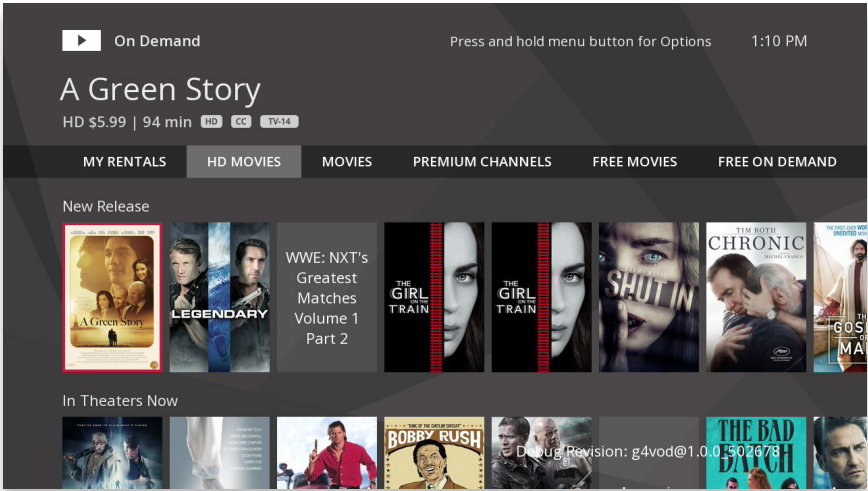 On Demand
Press and hold menu button for Options
1:10 PM
A Green Story
HD $5.99 | 94 min HD CC TV-14
MY RENTALS
HD MOVIES
MOVIES
PREMIUM CHANNELS
FREE MOVIES
FREE ON DEMAND
New Release
A Green Story
LEGENDARY
WWE: NXT's
Greatest
Matches
Volume 1
Part 2
THE
GIRL
ON THE
TRAIN
THE
GIRL
ON THE
TRAIN
SHUT IN
TIM ROTH
CHRONIC
MICHEL FRANCO
In Theaters Now
BOBBY RUSH
THE BAD
BATCH
Debug Revision: g4vod@1.0.0_502678